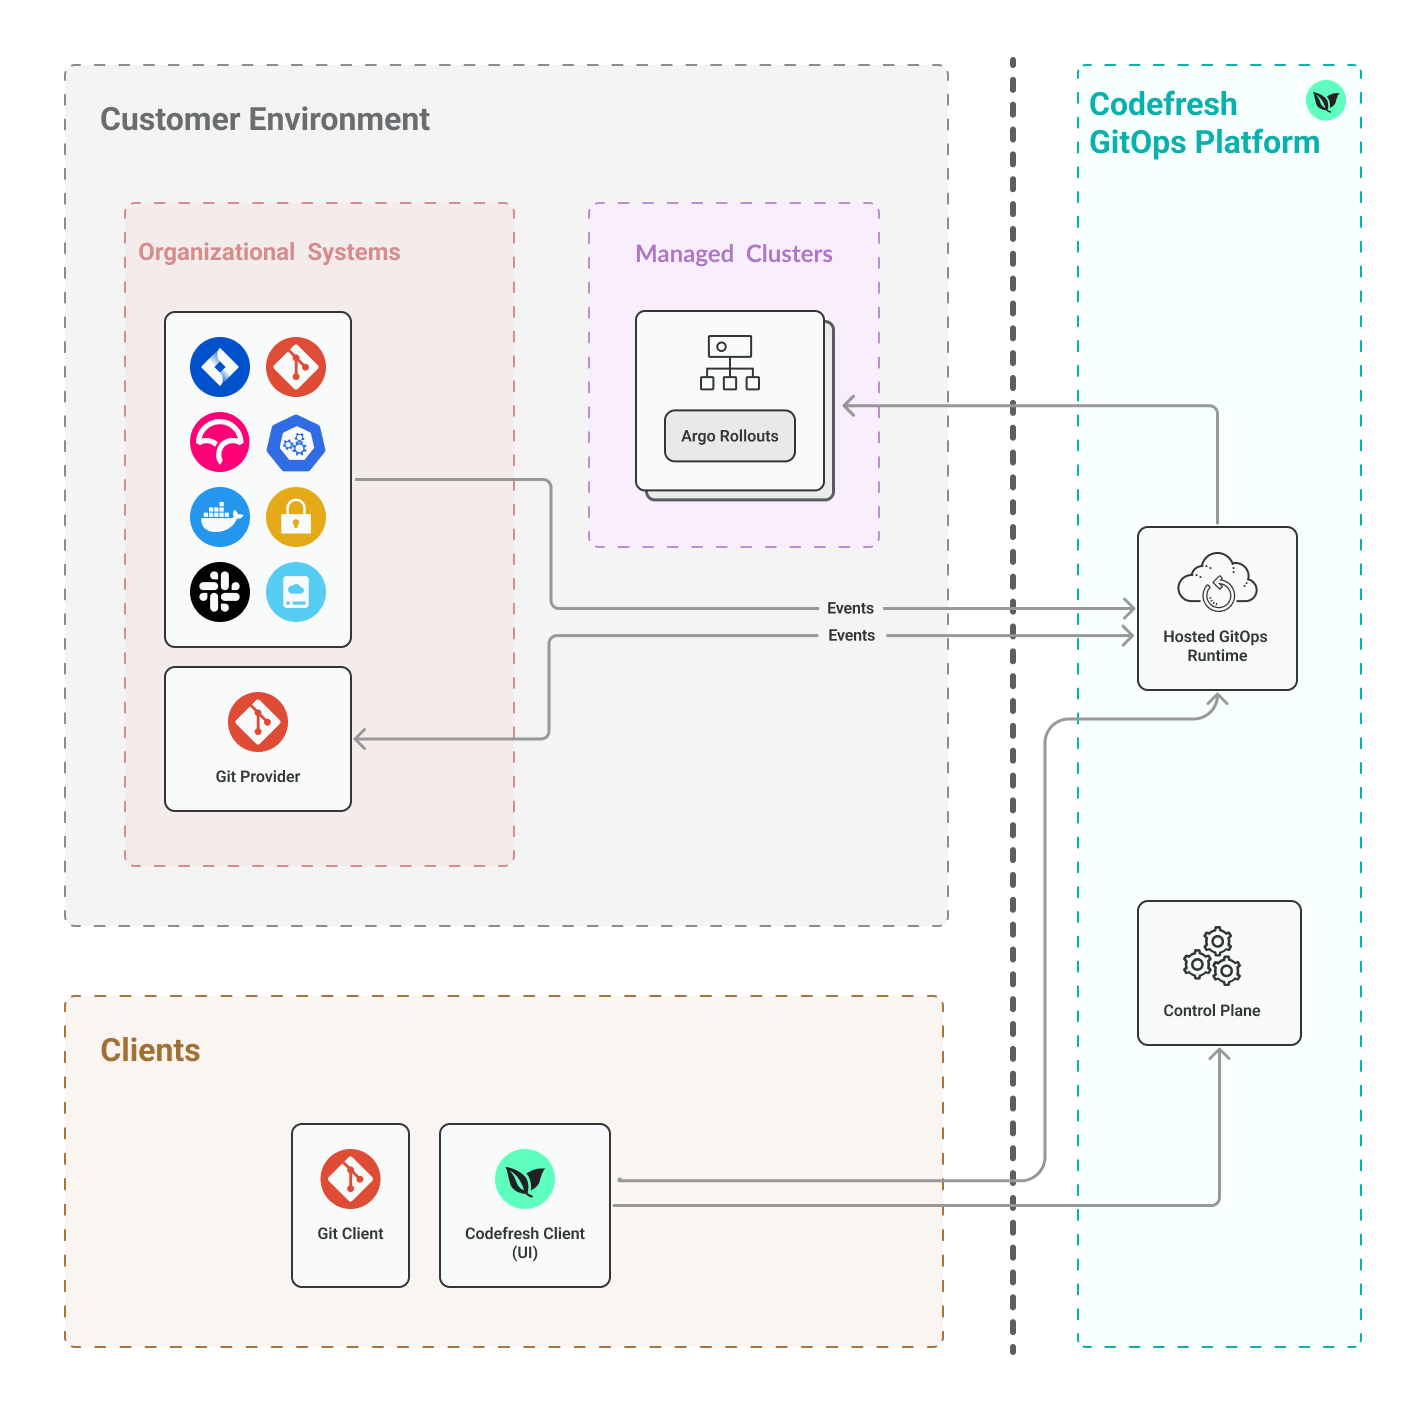 Customer Environment
Codefresh
GitOps Platform
Organizational Systems
Managed Clusters
Argo Rollouts
Events
Events
Hosted GitOps
Runtime
Git Provider
Control Plane
Clients
Git Client
Codefresh Client
(UI)